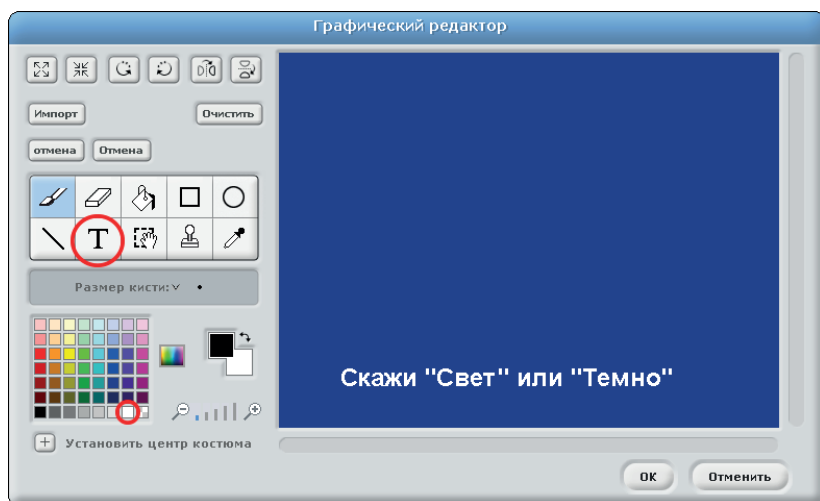 Графический редактор
Импорт
Очистить
отмена Отмена
T
Размер кисти:
Скажи "Свет" или "Темно"
Установить центр костюма
OK Отменить